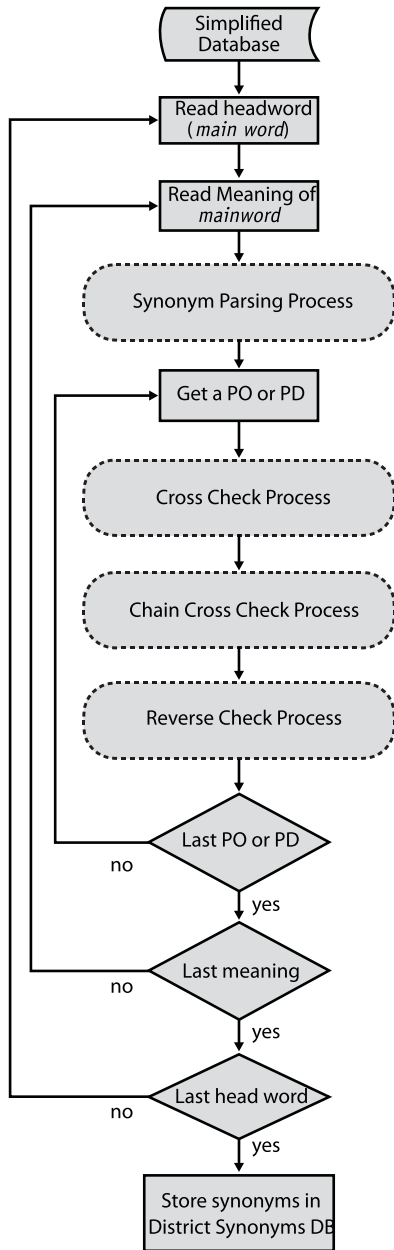 Simplified
Database
Read headword
(main word)
Read Meaning of
mainword
Synonym Parsing Process
Get a PO or PD
Cross Check Process
Chain Cross Check Process
Reverse Check Process
Last PO or PD
no
yes
Last meaning
no
yes
Last head word
no
yes
Store synonyms in
District Synonyms DB